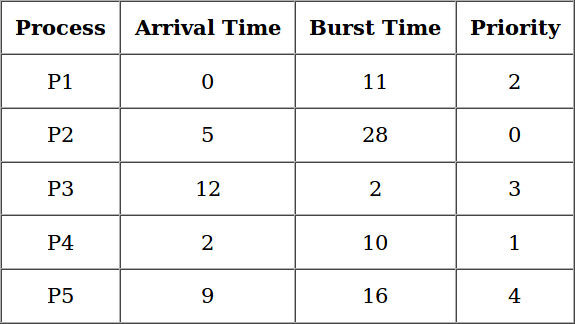 Process Arrival Time Burst Time Priority
P1 0 11 2
P2 5 28 0
P3 12 2 3
P4 2 10 1
P5 9 16 4